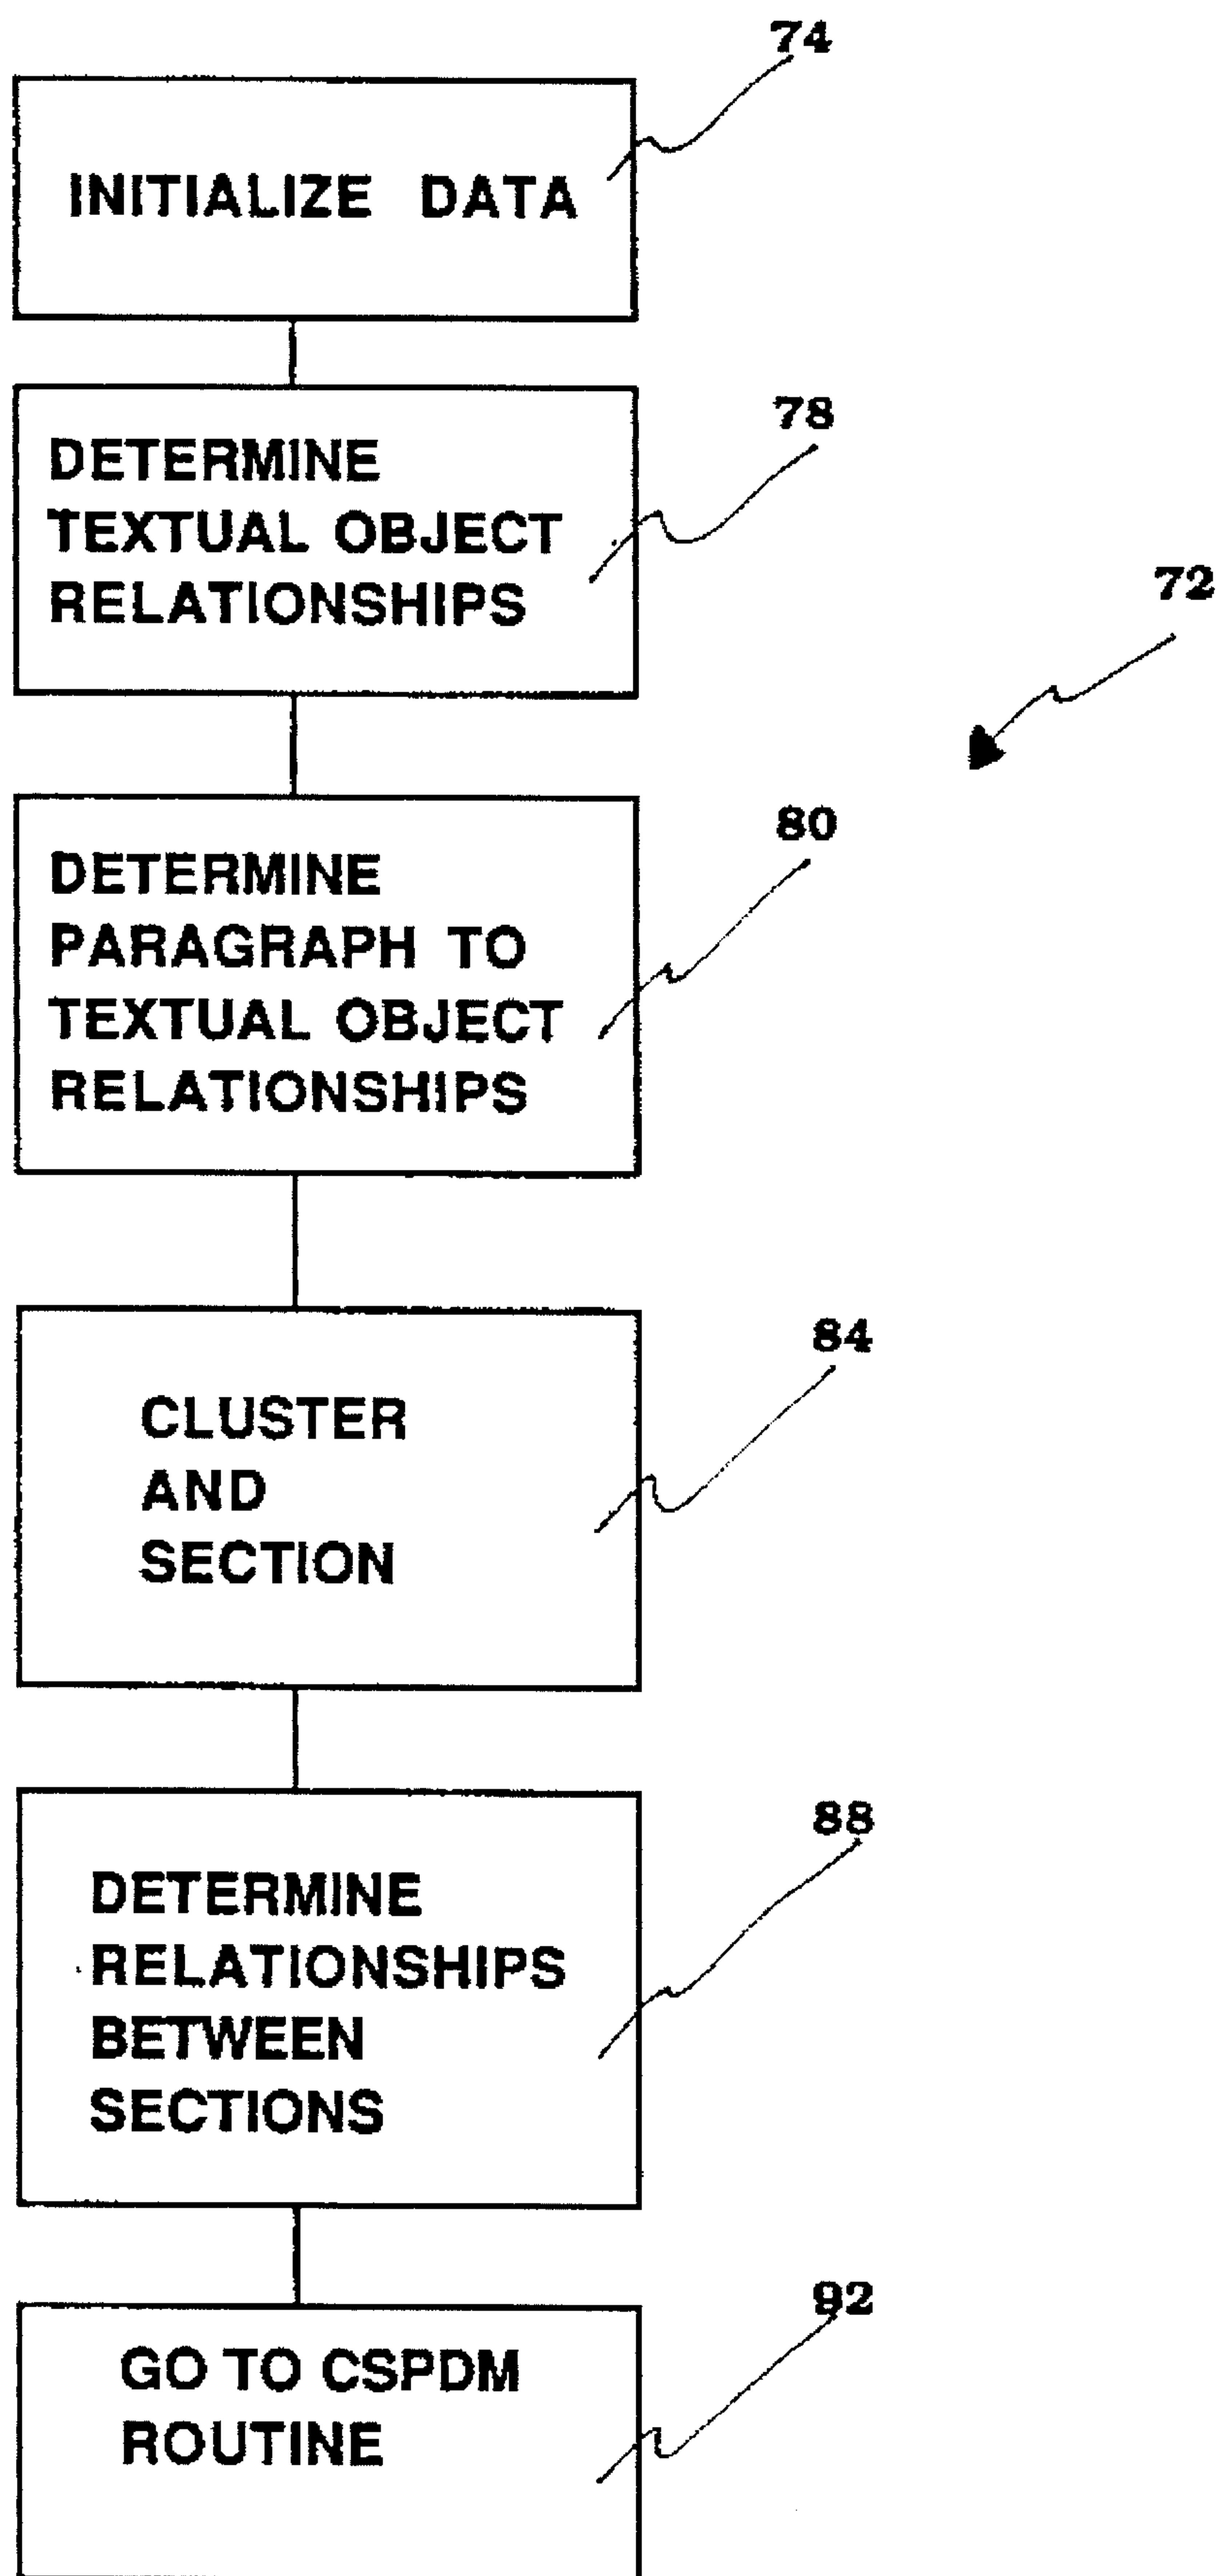 74
INITIALIZE DATA
78
DETERMINE
TEXTUAL OBJECT
RELATIONSHIPS
72
80
DETERMINE
PARAGRAPH TO
TEXTUAL OBJECT
RELATIONSHIPS
84
CLUSTER
AND
SECTION
88
DETERMINE
RELATIONSHIPS
BETWEEN
SECTIONS
92
GO TO CSPDM
ROUTINE